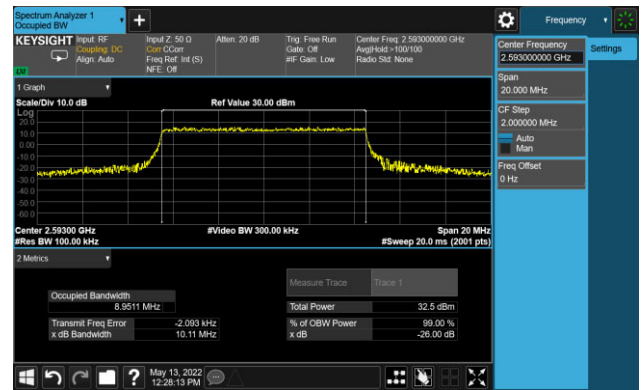 Spectrum Analyzer 1
Occupied BW
Frequency
KEYSIGHT
Input: RF
Coupling: DC
Align: Auto
Input Z: 50 Ω
Corr CCorr
Freq Ref: Int (S)
NFE: Off
Atten: 20 dB
Trig: Free Run
Gate: Off
#IF Gain: Low
Center Freq: 2.593000000 GHz
Avg|Hold:>100/100
Radio Std: None
Center Frequency
2.593000000 GHz
Settings
Span
20.000 MHz
CF Step
2.000000 MHz
Auto
Man
Freq Offset
0 Hz
1 Graph
Scale/Div 10.0 dB
Ref Value 30.00 dBm
Log
20.0
10.0
0.00
-10.0
-20.0
-30.0
-40.0
-50.0
-60.0
Center 2.59300 GHz
#Video BW 300.00 kHz
Span 20 MHz
#Res BW 100.00 kHz
#Sweep 20.0 ms (2001 pts)
2 Metrics
Measure Trace
Trace 1
Occupied Bandwidth
8.9511 MHz
Total Power
32.5 dBm
Transmit Freq Error
-2.093 kHz
% of OBW Power
99.00 %
x dB Bandwidth
10.11 MHz
x dB
-26.00 dB
May 13, 2022
12:28:13 PM